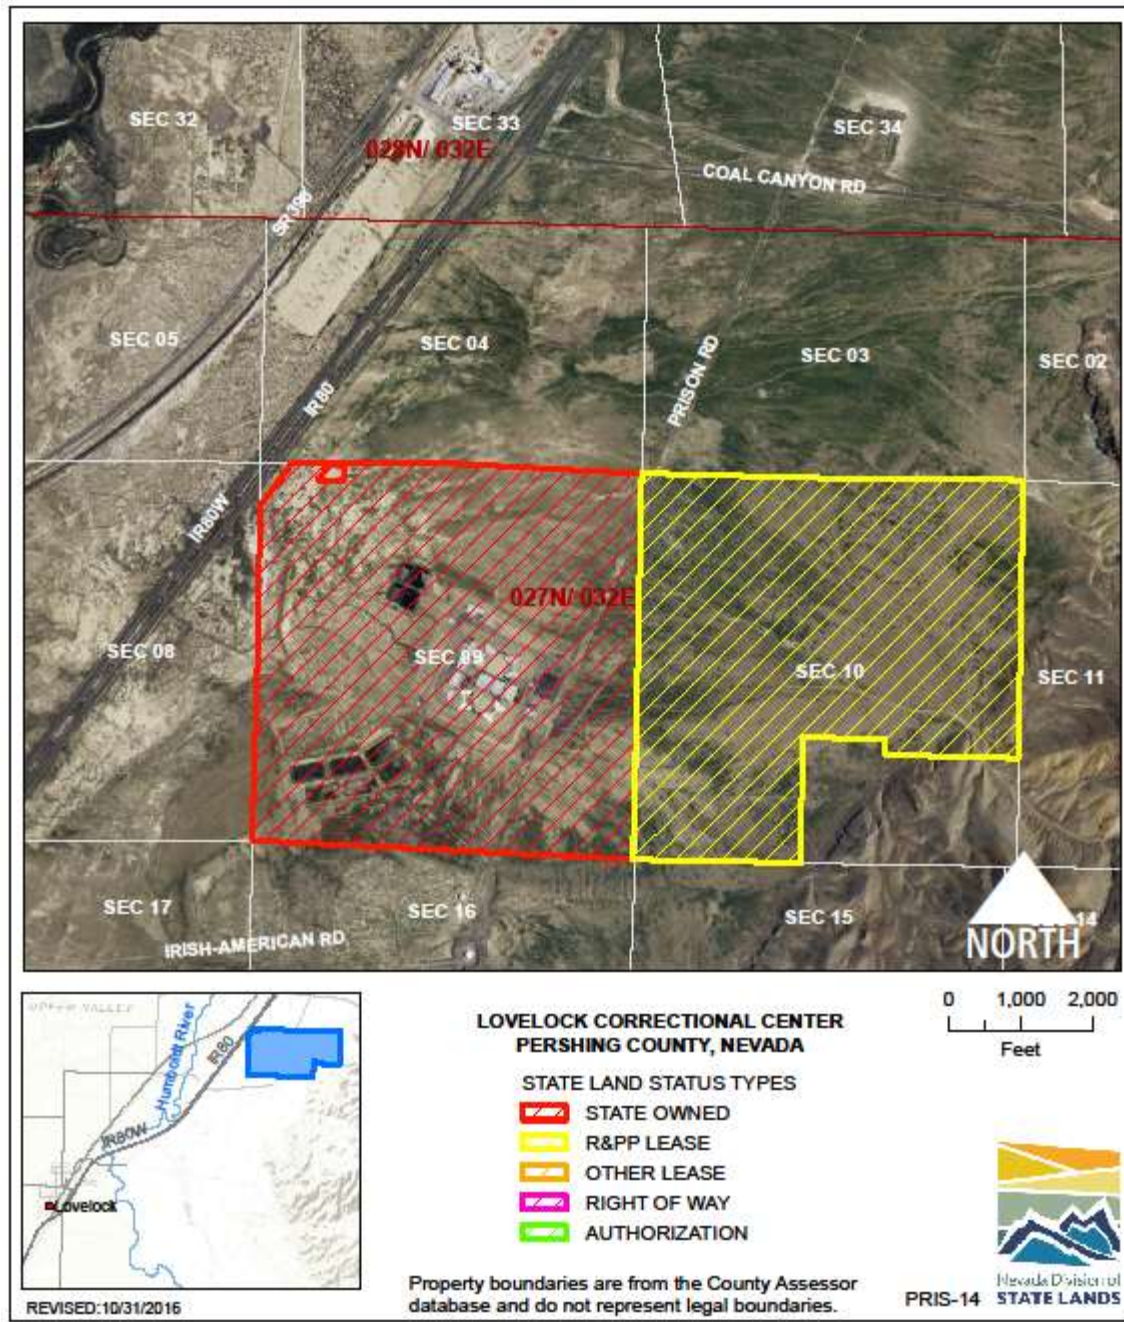 SEC 32
SEC 33
SEC 34
028N/ 032E
COAL CANYON RD
SR396
SEC 05
SEC 04
SEC 03
SEC 02
PRISON RD
IR80
IR80W
027N/ 032E
SEC 08
SEC 09
SEC 10
SEC 11
SEC 17
SEC 16
SEC 15
14
IRISH-AMERICAN RD
NORTH
UPPER VALLEY
Humboldt River
IR80
IR80W
Lovelock
REVISED:10/31/2016
LOVELOCK CORRECTIONAL CENTER
PERSHING COUNTY, NEVADA
STATE LAND STATUS TYPES
STATE OWNED
R&PP LEASE
OTHER LEASE
RIGHT OF WAY
AUTHORIZATION
Property boundaries are from the County Assessor
database and do not represent legal boundaries.
0 1,000 2,000
Feet
PRIS-14
Nevada Division of
STATE LANDS